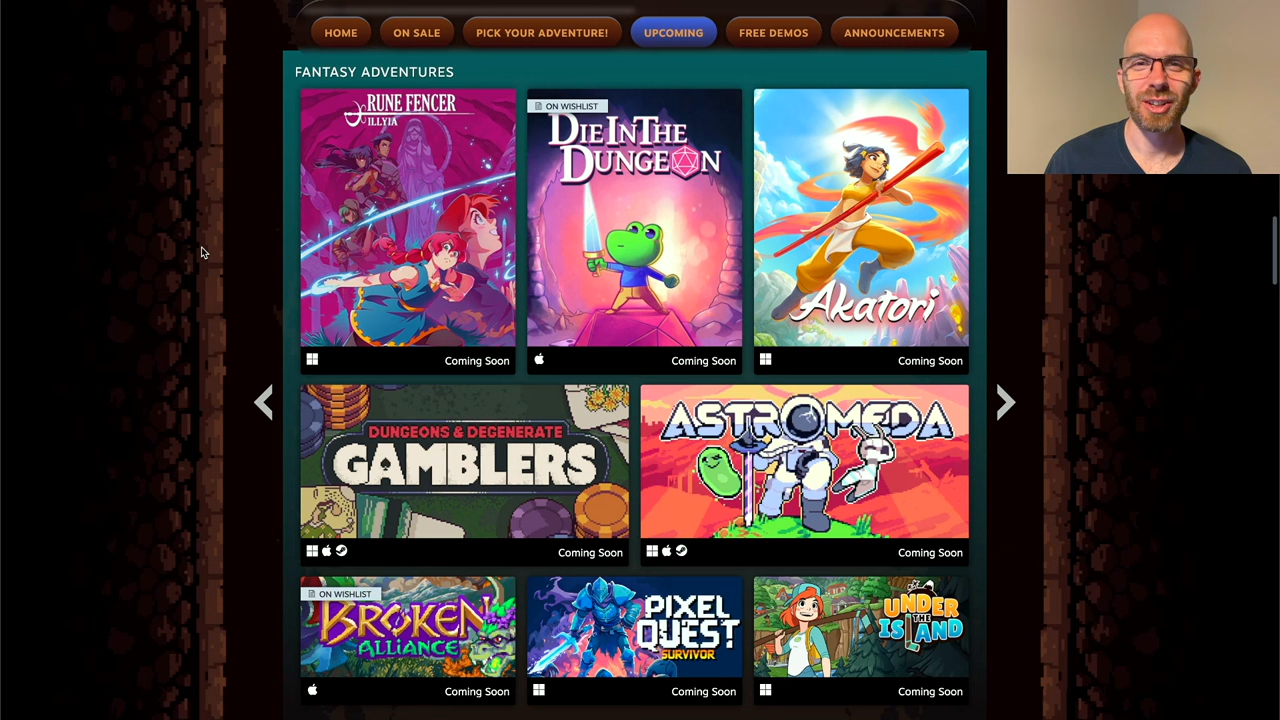 HOME
ON SALE
PICK YOUR ADVENTURE!
UPCOMING
FREE DEMOS
ANNOUNCEMENTS
FANTASY ADVENTURES
RUNE FENCER
ILLYIA
Coming Soon
ON WISHLIST
DIE IN THE
DUNGEON
Coming Soon
Akatori
Coming Soon
DUNGEONS & DEGENERATE
GAMBLERS
Coming Soon
ASTROMEDA
Coming Soon
ON WISHLIST
BROKEN
ALLIANCE
Coming Soon
PIXEL
QUEST
SURVIVOR
Coming Soon
UNDER
THE
ISLAND
Coming Soon